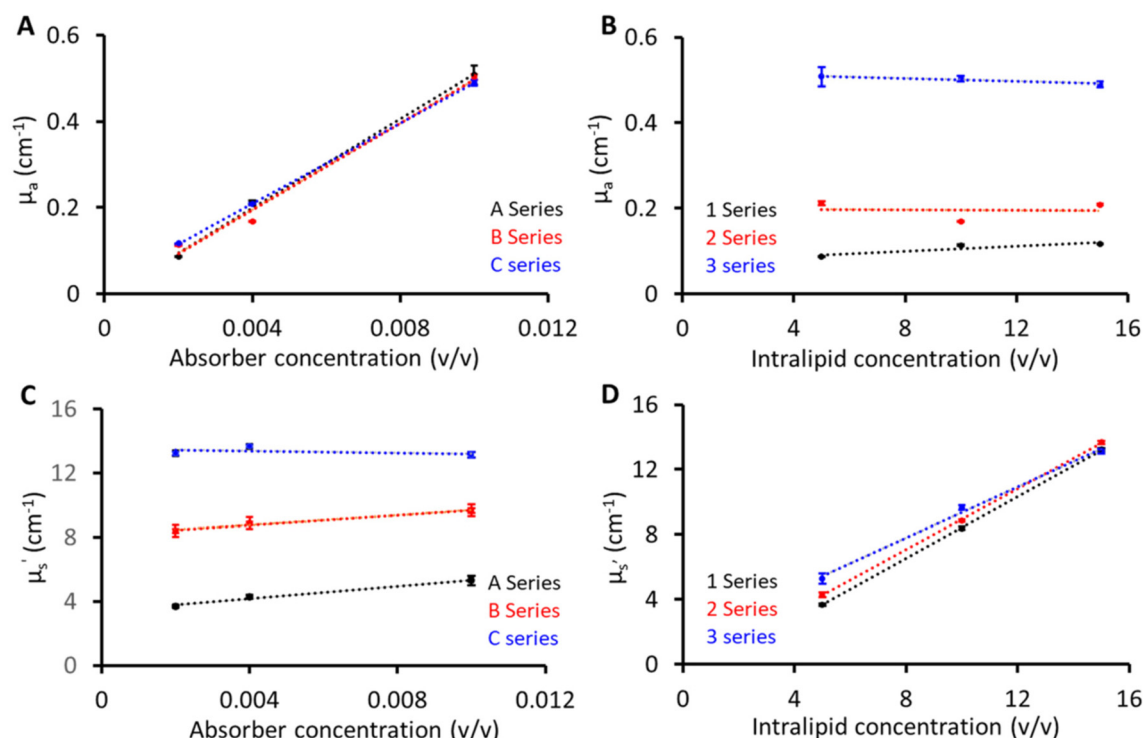 A
0.6
0.4
0.2
0
μa (cm-1)
A Series
B Series
C series
0
0.004
0.008
0.012
Absorber concentration (v/v)
B
0.6
0.4
0.2
0
μa (cm-1)
1 Series
2 Series
3 series
0
4
8
12
16
Intralipid concentration (v/v)
C
16
12
8
4
0
μs' (cm-1)
A Series
B Series
C series
0
0.004
0.008
0.012
Absorber concentration (v/v)
D
16
12
8
4
0
μs' (cm-1)
1 Series
2 Series
3 series
0
4
8
12
16
Intralipid concentration (v/v)